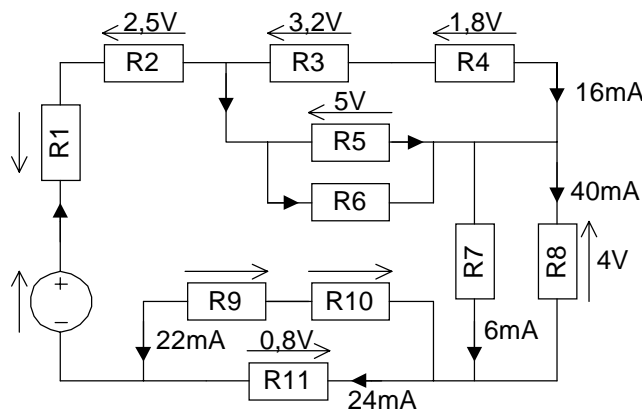 2,5V 3,2V 1,8V
R2 R3 R4
16mA
5V
R1 R5
R6
40mA
R7 R8 4V
+
−
R9 R10
22mA 0,8V 6mA
R11 24mA